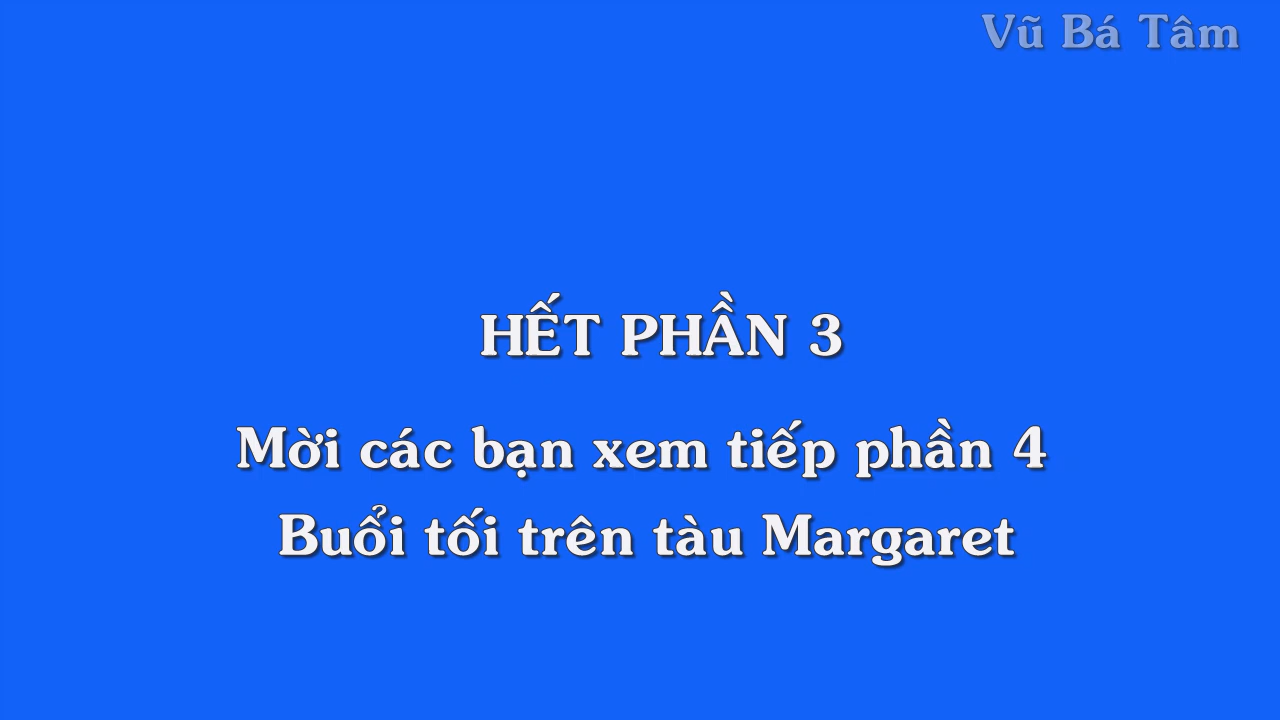 Vũ Bá Tâm
HẾT PHẦN 3
Mời các bạn xem tiếp phần 4
Buổi tối trên tàu Margaret